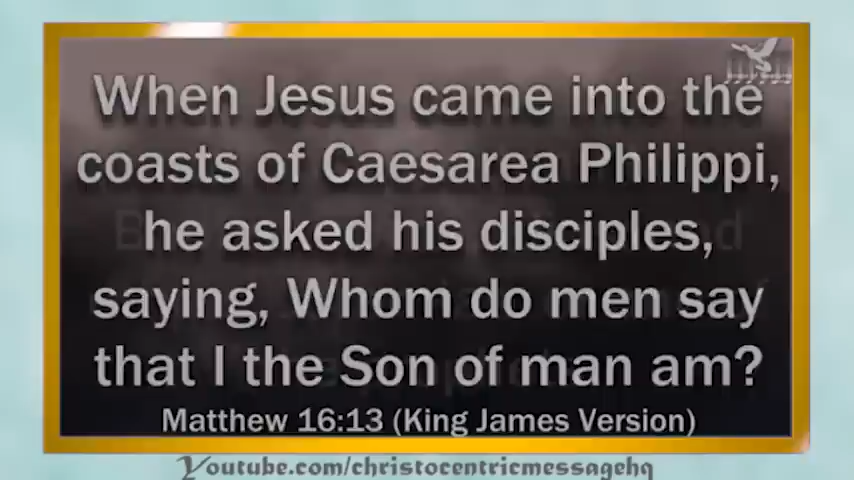 When Jesus came into the
coasts of Caesarea Philippi,
he asked his disciples,
saying, Whom do men say
that I the Son of man am?
Matthew 16:13 (King James Version)
Youtube.com/christocentricmessagehq